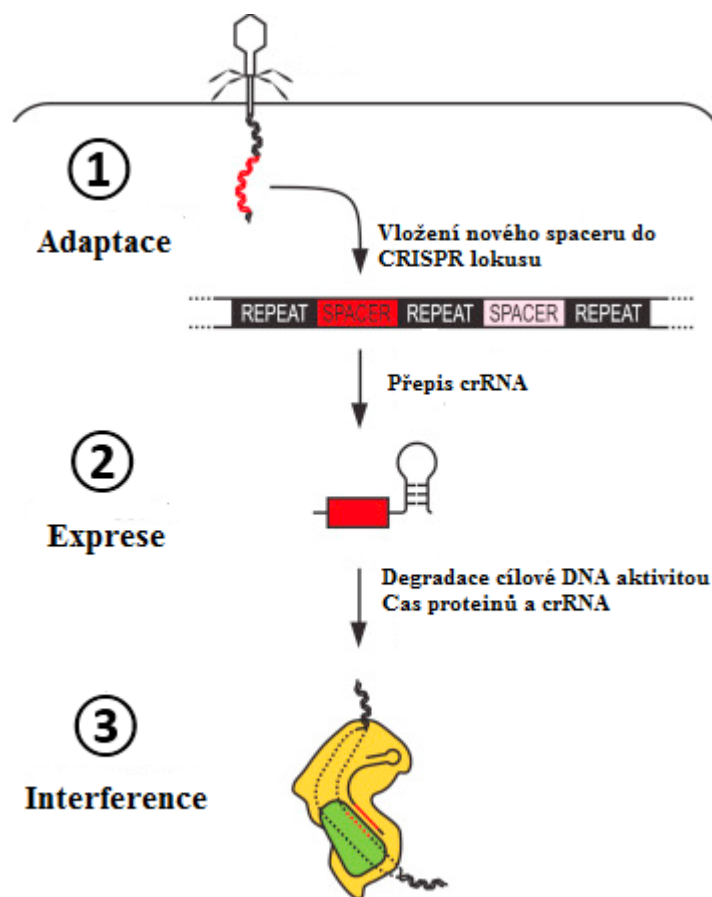 1
Adaptace
Vložení nového spaceru do
CRISPR lokusu
REPEAT SPACER REPEAT SPACER REPEAT
Přepis crRNA
2
Exprese
Degradace cílové DNA aktivitou
Cas proteinů a crRNA
3
Interference